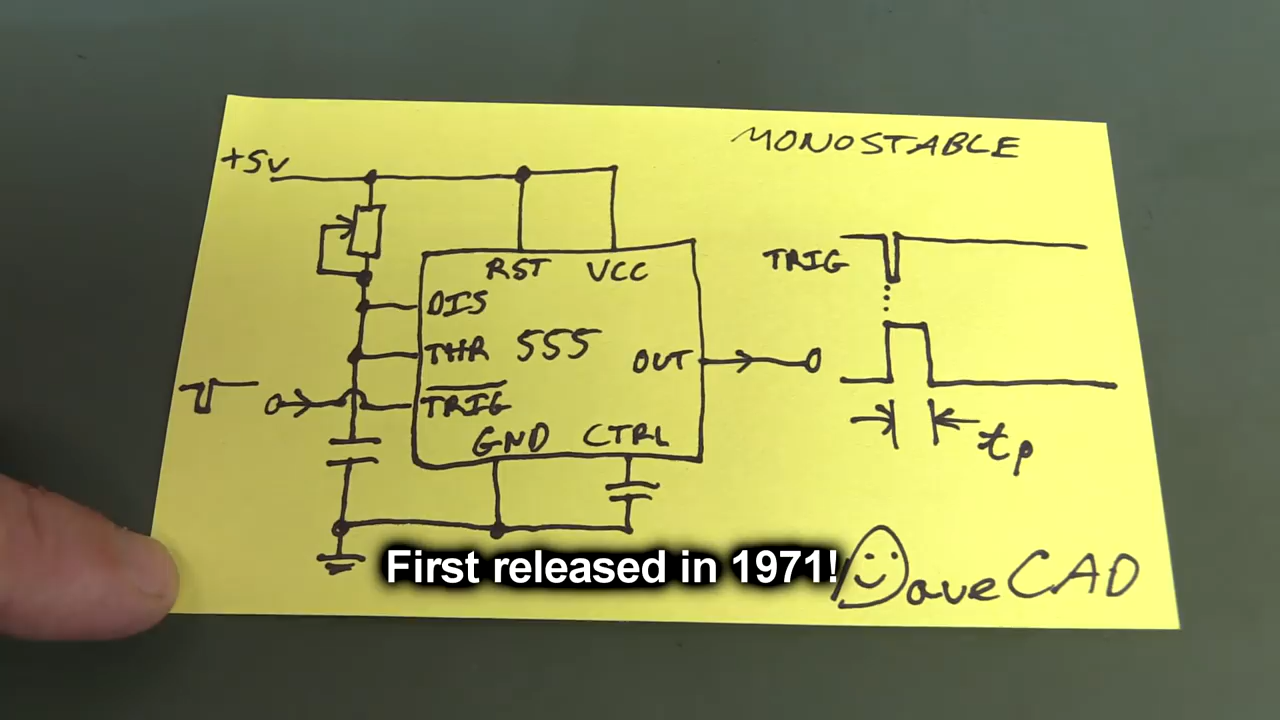 MONOSTABLE
+5V
RST VCC
TRIG
DIS
THR 555 OUT
TRIG
GND CTRL
tp
First released in 1971!
DaveCAD